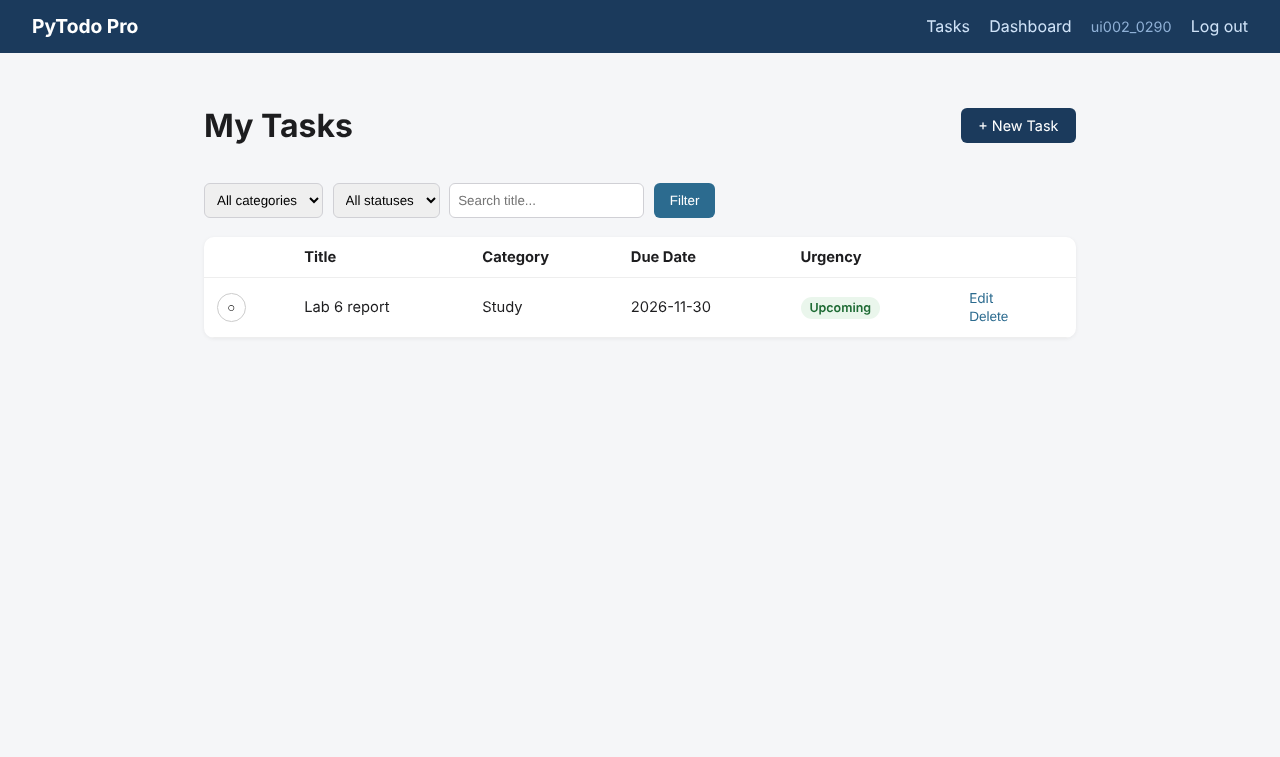 PyTodo Pro
Tasks Dashboard ui002_0290 Log out
My Tasks
+ New Task
All categories All statuses Search title... Filter
Title Category Due Date Urgency
Lab 6 report Study 2026-11-30 Upcoming Edit
Delete